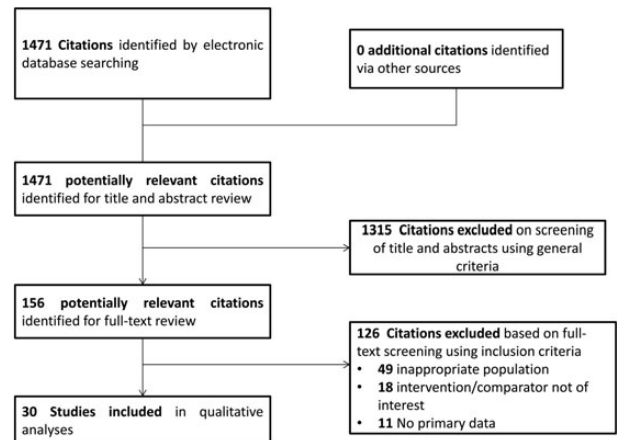 1471 Citations identified by electronic
database searching
0 additional citations identified
via other sources
1471 potentially relevant citations
identified for title and abstract review
1315 Citations excluded on screening
of title and abstracts using general
criteria
156 potentially relevant citations
identified for full-text review
126 Citations excluded based on full-
text screening using inclusion criteria
• 49 inappropriate population
• 18 intervention/comparator not of
interest
• 11 No primary data
30 Studies included in qualitative
analyses